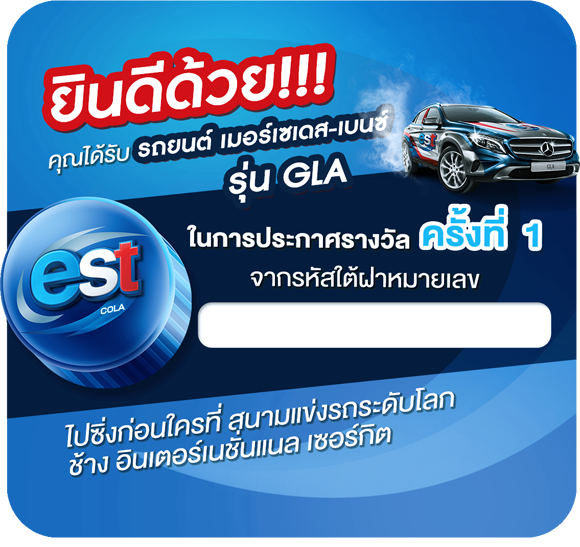 ยินดีด้วย!!!
คุณได้รับ รถยนต์ เมอร์เซเดส-เบนซ์
รุ่น GLA
est
GLA
ในการประกาศรางวัล ครั้งที่ 1
จากรหัสใต้ฝาหมายเลข
est
COLA
ไปซิ่งก่อนใครที่ สนามแข่งรถระดับโลก
ช้าง อินเตอร์เนชั่นแนล เซอร์กิต